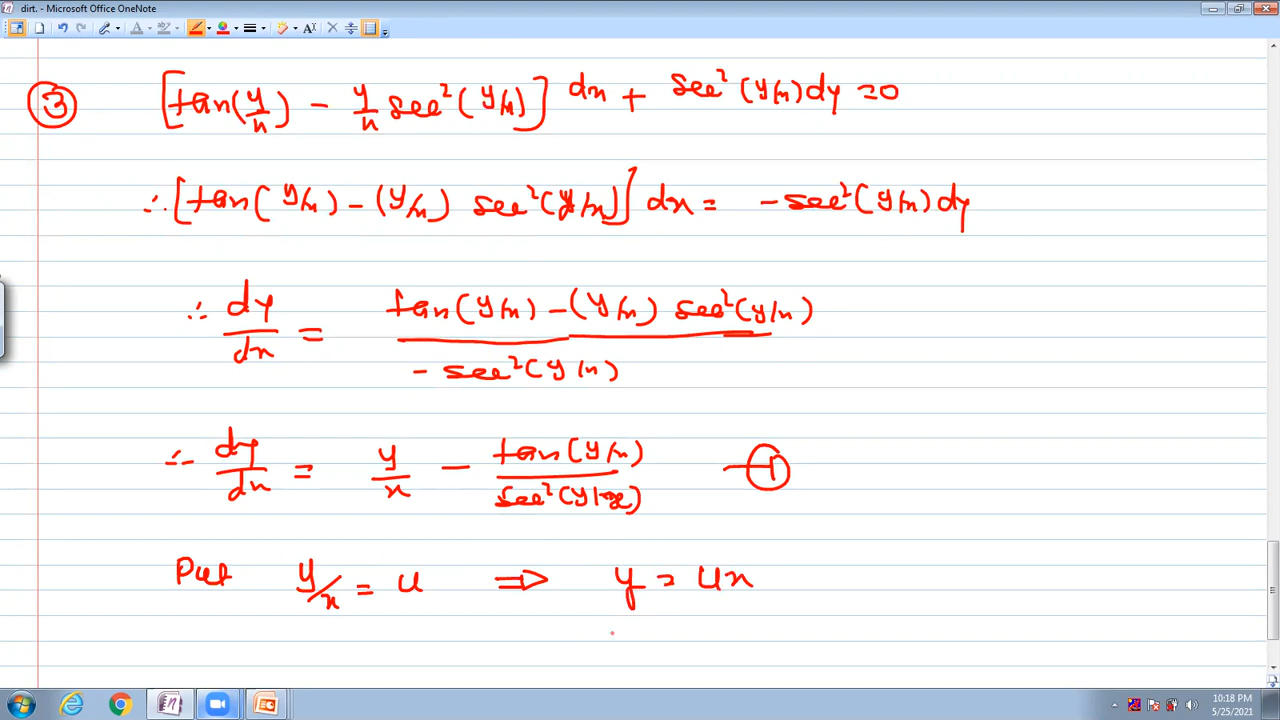 dirt. - Microsoft Office OneNote
③ [tan(y/x) - y/x sec²(y/x)] dx + sec²(y/x) dy = 0
∴ [tan(y/x) - (y/x) sec²(y/x)] dx = - sec²(y/x) dy
∴ dy/dx = tan(y/x) - (y/x) sec²(y/x) / - sec²(y/x)
∴ dy/dx = y/x - tan(y/x) / sec²(y/x) —①
Put y/x = u ⇒ y = ux
10:18 PM
5/25/2021